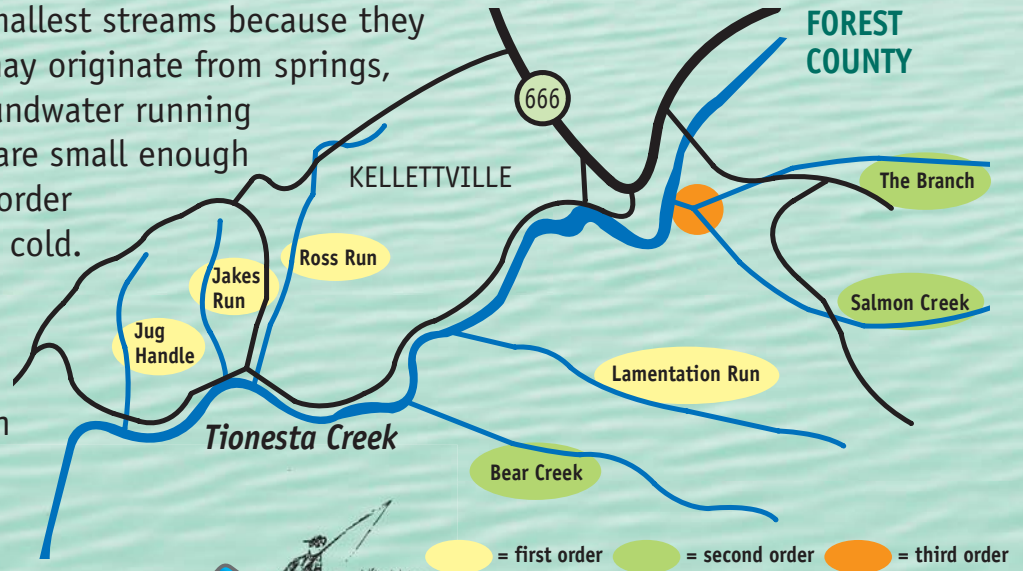 mallest streams because they
may originate from springs,
undwater running
are small enough
order
cold.
n
FOREST
COUNTY
666
KELLETTVILLE
The Branch
Ross Run
Jakes
Run
Salmon Creek
Jug
Handle
Lamentation Run
Tionesta Creek
Bear Creek
= first order
= second order
= third order